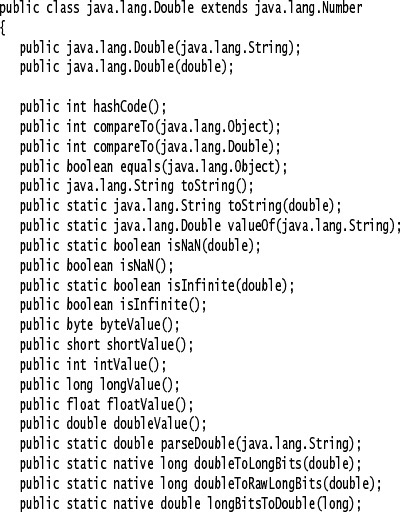 public class java.lang.Double extends java.lang.Number
{
public java.lang.Double(java.lang.String);
public java.lang.Double(double);
public int hashCode();
public int compareTo(java.lang.Object);
public int compareTo(java.lang.Double);
public boolean equals(java.lang.Object);
public java.lang.String toString();
public static java.lang.String toString(double);
public static java.lang.Double valueOf(java.lang.String);
public static boolean isNaN(double);
public boolean isNaN();
public static boolean isInfinite(double);
public boolean isInfinite();
public byte byteValue();
public short shortValue();
public int intValue();
public long longValue();
public float floatValue();
public double doubleValue();
public static double parseDouble(java.lang.String);
public static native long doubleToLongBits(double);
public static native long doubleToRawLongBits(double);
public static native double longBitsToDouble(long);